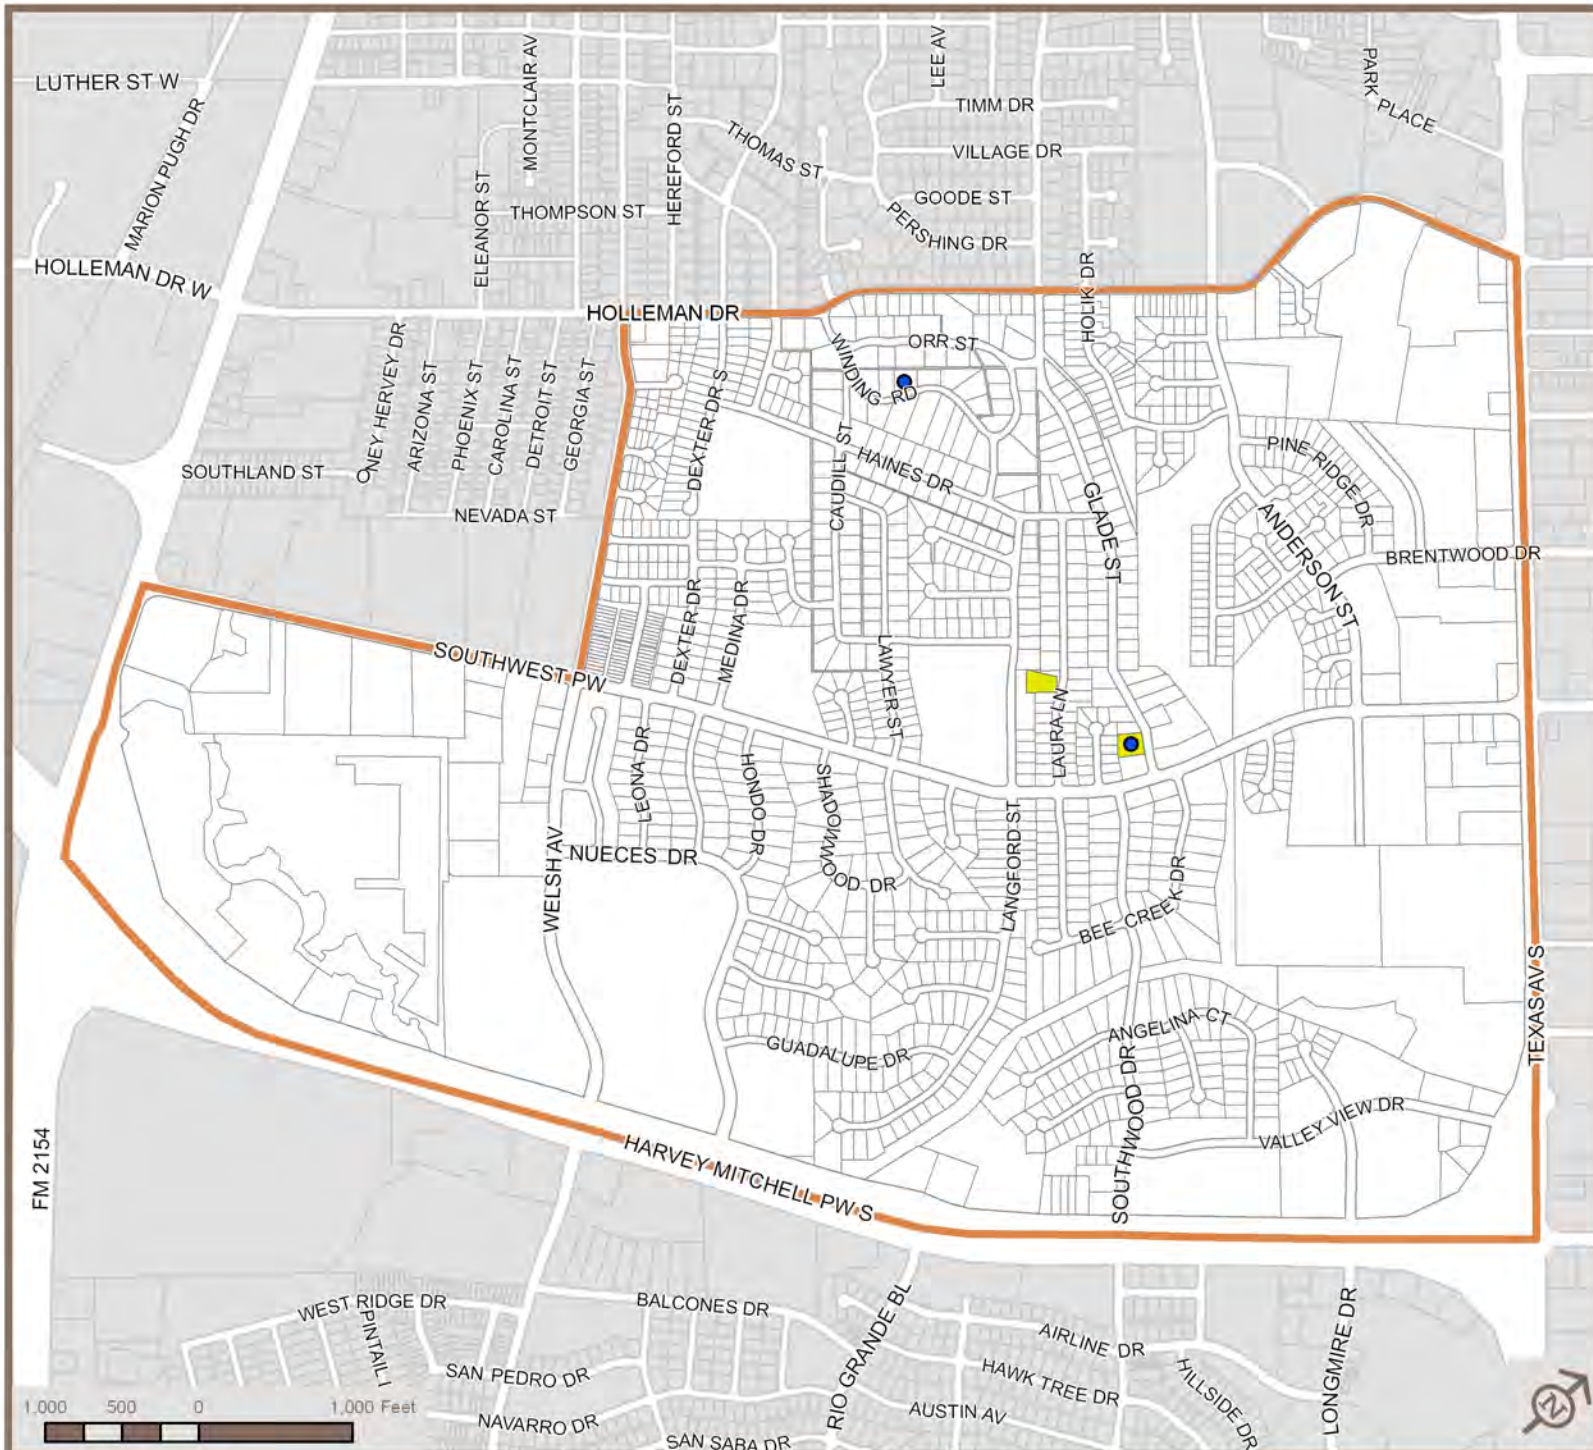 LUTHER ST W
MARION PUGH DR
MONTCLAIR AV
HEREFORD ST
LEE AV
TIMM DR
PARK PLACE
THOMAS ST
VILLAGE DR
ELEANOR ST
THOMPSON ST
GOODE ST
PERSHING DR
HOLLEMAN DR W
HOLLEMAN DR
HOLIK DR
ONEY HERVEY DR
ARIZONA ST
PHOENIX ST
CAROLINA ST
DETROIT ST
GEORGIA ST
WINDING RD
ORR ST
DEXTER DR S
SOUTHLAND ST
NEVADA ST
CAUDILL ST
HAINES DR
GLADE ST
PINE RIDGE DR
ANDERSON ST
BRENTWOOD DR
SOUTHWEST PW
DEXTER DR
MEDINA DR
LAWYER ST
LAURA LN
LEONA DR
HONDO DR
SHADOWWOOD DR
LANGFORD ST
WELSH AV
NUECES DR
BEE CREEK DR
TEXAS AV S
GUADALUPE DR
ANGELINA CT
SOUTHWOOD DR
VALLEY VIEW DR
FM 2154
HARVEY MITCHELL PW S
WEST RIDGE DR
PINTAIL
BALCONES DR
RIO GRANDE BL
AIRLINE DR
LONGMIRE DR
SAN PEDRO DR
HAWK TREE DR
HILLSIDE DR
NAVARRO DR
AUSTIN AV
SAN SABA DR
1,000 500 0 1,000 Feet
N